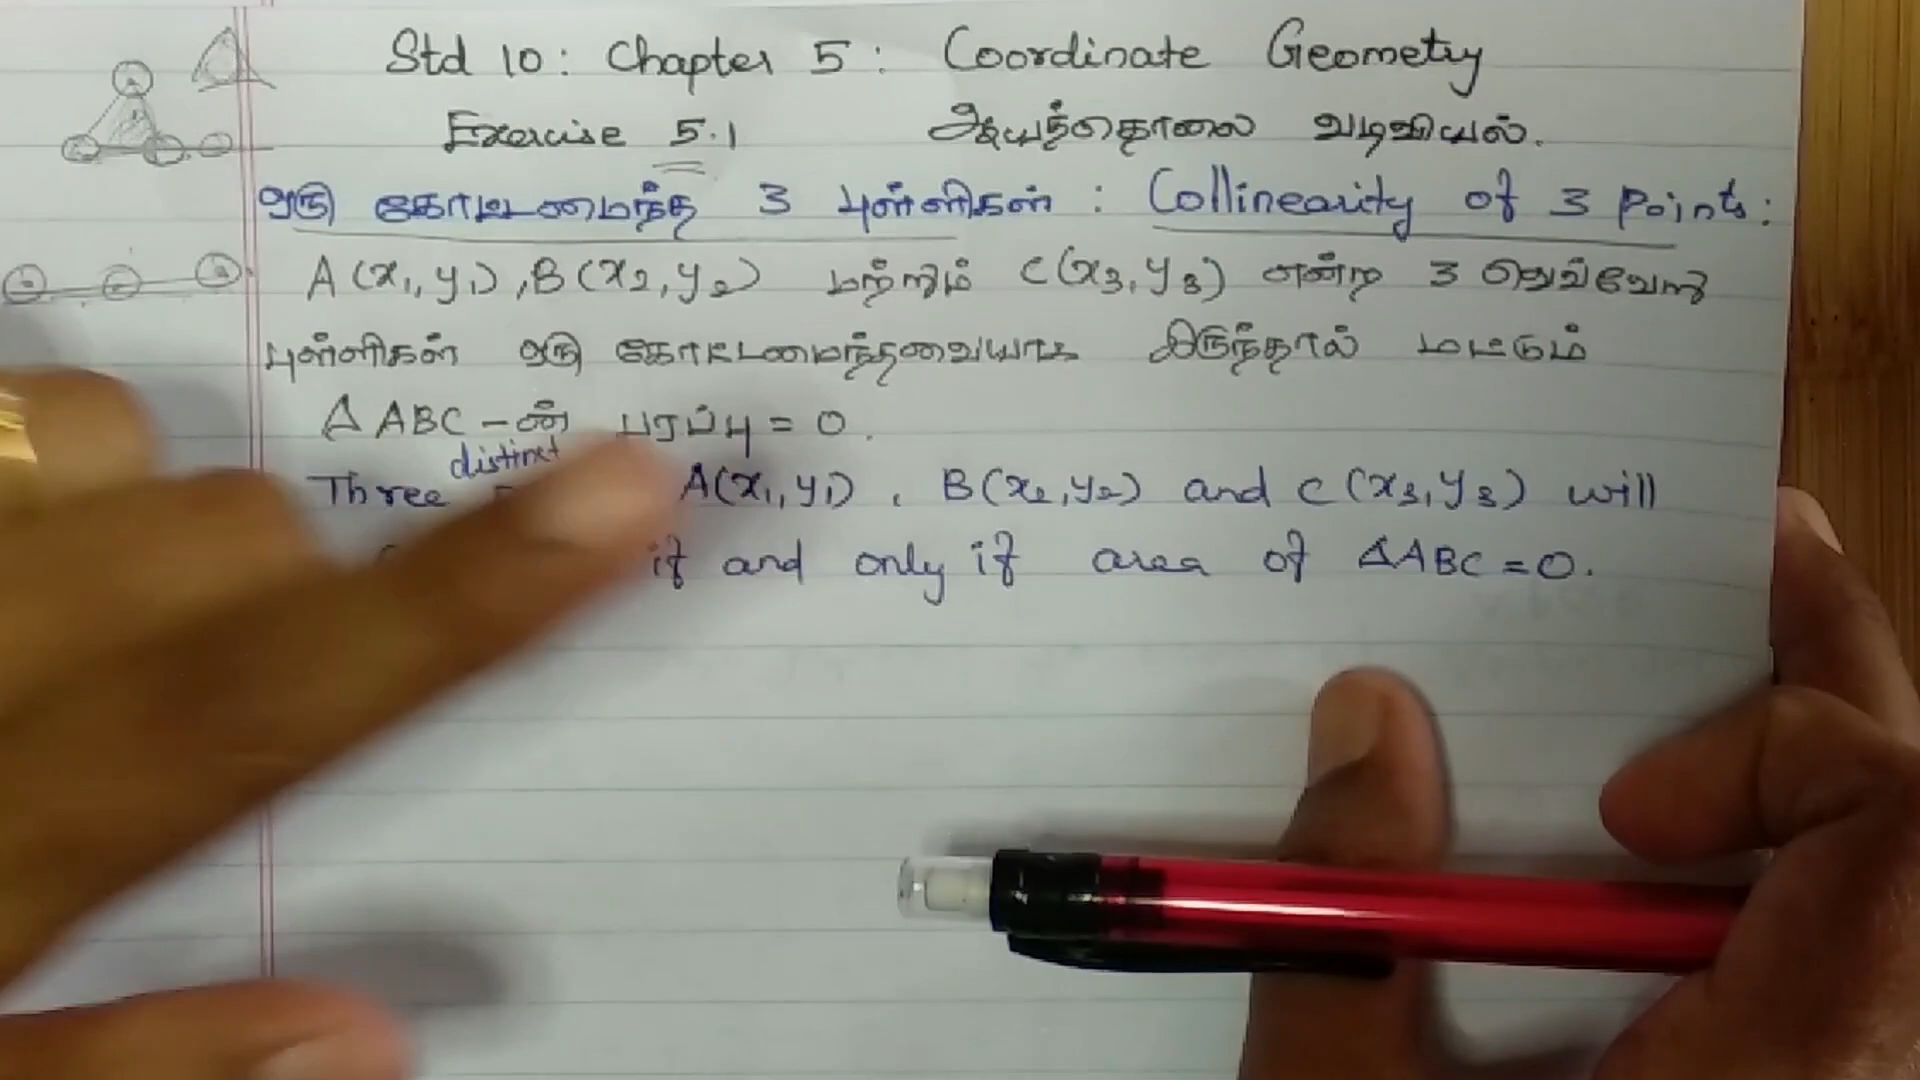 Std 10: Chapter 5: Coordinate Geometry
Exercise 5.1 ஆயத்தொலை வடிவியல்.
ஒரு கோடமைந்த 3 புள்ளிகள் : Collinearity of 3 points:
A(x₁,y₁), B(x₂,y₂) மற்றும் C(x₃,y₃) என்ற 3 வெவ்வேறு
புள்ளிகள் ஒரு கோடமைந்தவையாக இருந்தால் மட்டும்
Δ ABC-ன் பரப்பு = 0.
distinct
Three A(x₁,y₁), B(x₂,y₂) and C(x₃,y₃) will
if and only if area of ΔABC = 0.